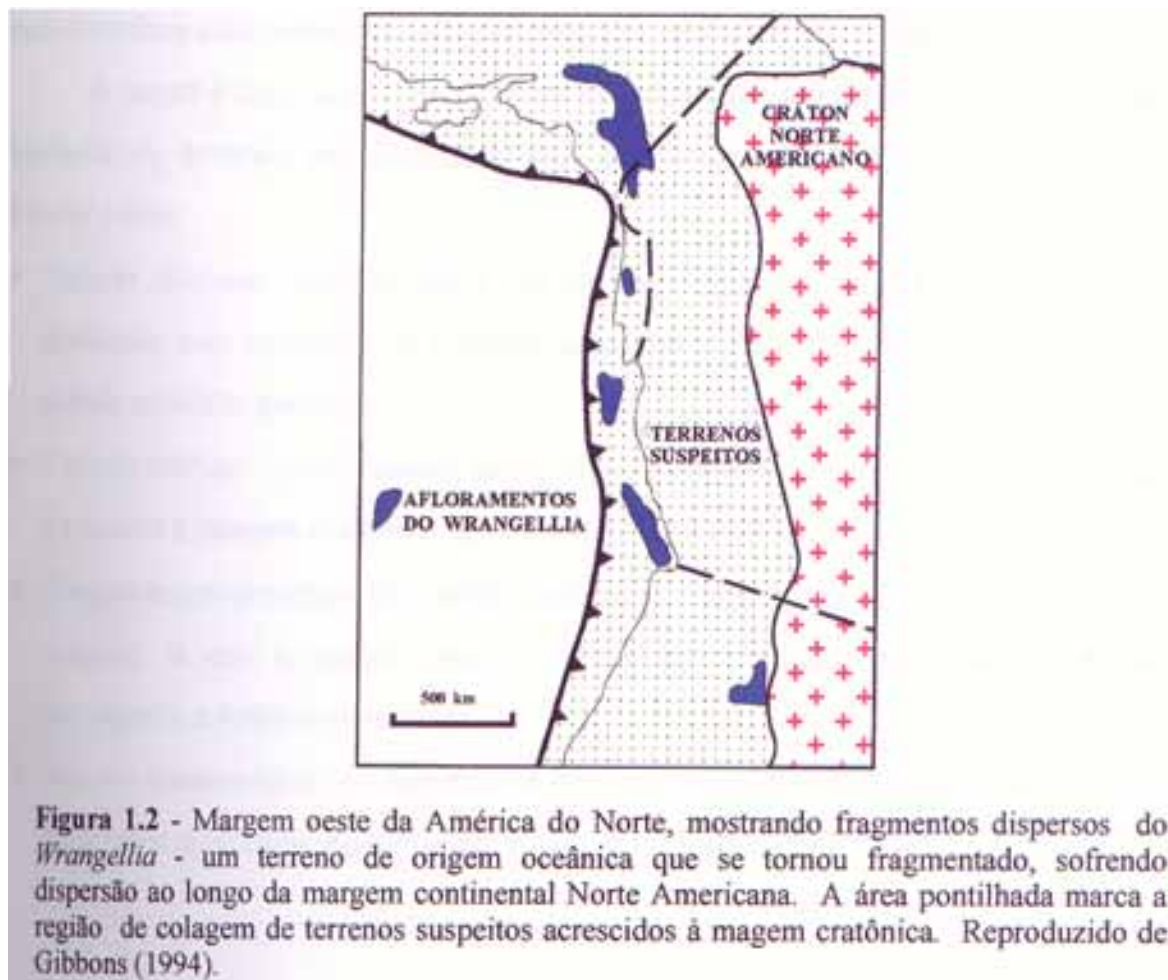 CRÁTON
NORTE
AMERICANO
TERRENOS
SUSPEITOS
AFLORAMENTOS
DO WRANGELLIA
500 km
Figura 1.2 - Margem oeste da América do Norte, mostrando fragmentos dispersos do
Wrangellia - um terreno de origem oceânica que se tornou fragmentado, sofrendo
dispersão ao longo da margem continental Norte Americana. A área pontilhada marca a
região de colagem de terrenos suspeitos acrescidos à magem cratônica. Reproduzido de
Gibbons (1994).